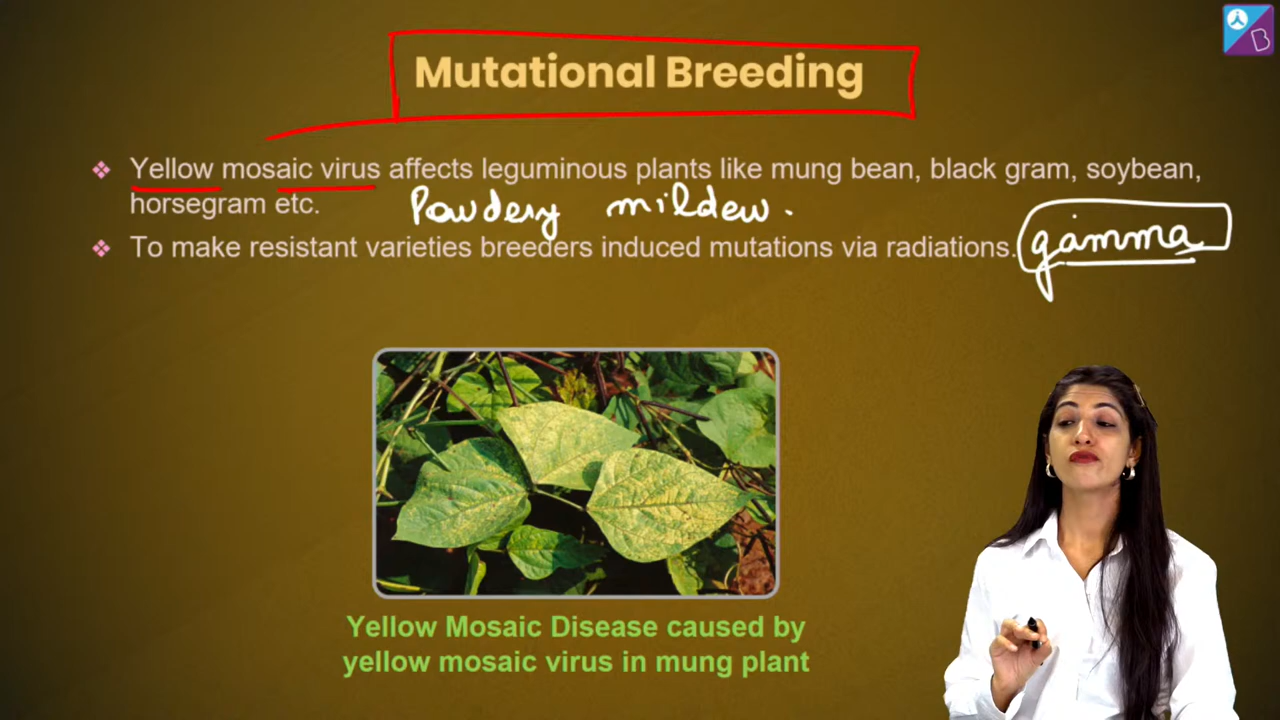 Mutational Breeding
Yellow mosaic virus affects leguminous plants like mung bean, black gram, soybean,
horsegram etc.
Powdery mildew.
To make resistant varieties breeders induced mutations via radiations.
gamma
Yellow Mosaic Disease caused by
yellow mosaic virus in mung plant
B